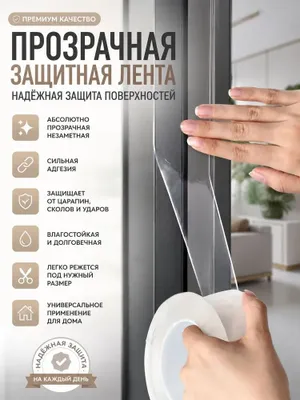 ПРЕМИУМ КАЧЕСТВО
ПРОЗРАЧНАЯ
ЗАЩИТНАЯ ЛЕНТА
НАДЁЖНАЯ ЗАЩИТА ПОВЕРХНОСТЕЙ
АБСОЛЮТНО
ПРОЗРАЧНАЯ
НЕЗАМЕТНАЯ
СИЛЬНАЯ
АДГЕЗИЯ
ЗАЩИЩАЕТ
ОТ ЦАРАПИН,
СКОЛОВ И УДАРОВ
ВЛАГОСТОЙКАЯ
И ДОЛГОВЕЧНАЯ
ЛЕГКО РЕЖЕТСЯ
ПОД НУЖНЫЙ
РАЗМЕР
УНИВЕРСАЛЬНОЕ
ПРИМЕНЕНИЕ
ДЛЯ ДОМА
НАДЁЖНАЯ ЗАЩИТА
НА КАЖДЫЙ ДЕНЬ